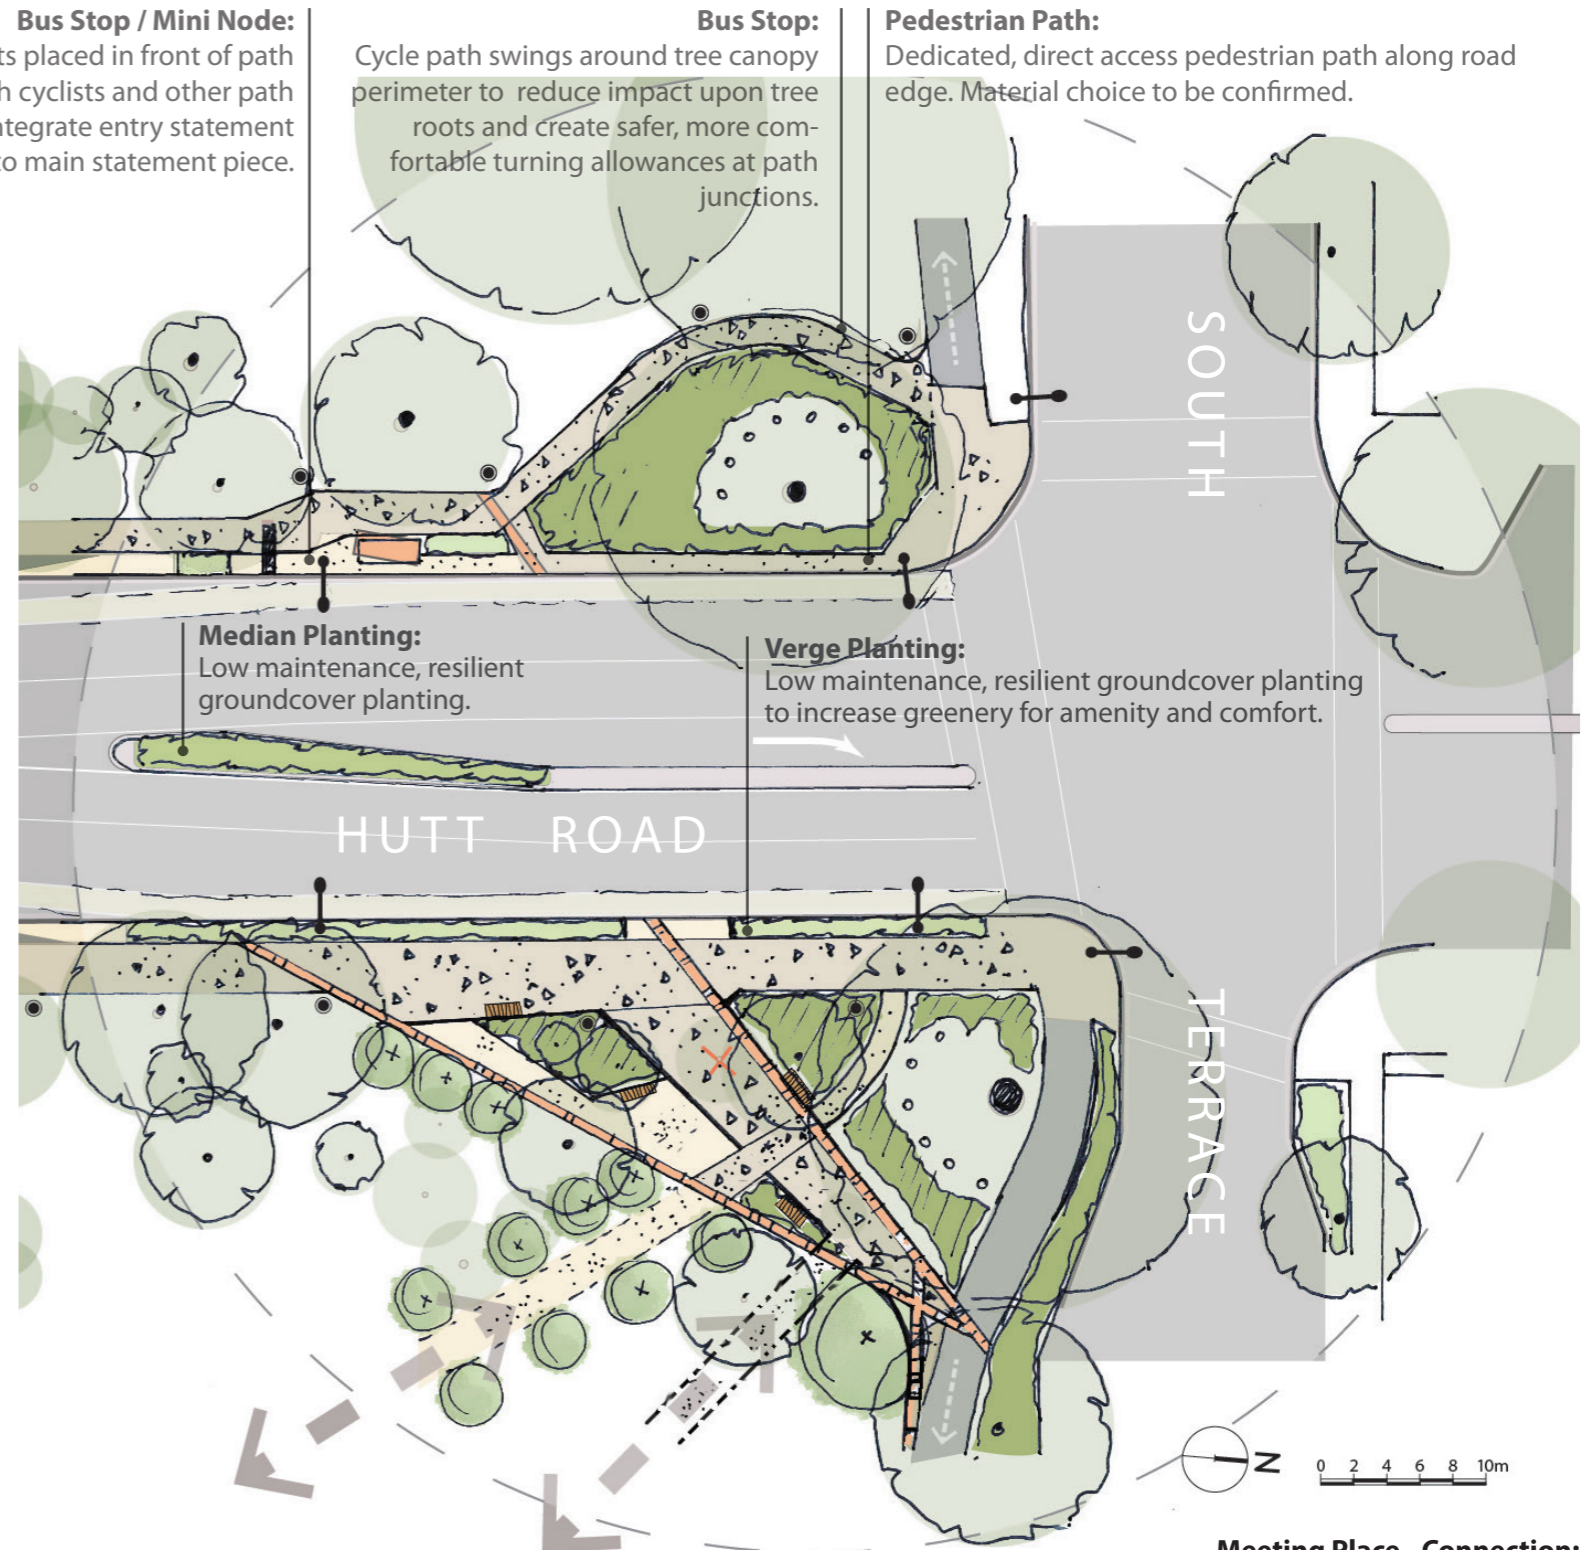 Bus Stop / Mini Node:
ts placed in front of path
h cyclists and other path
ntegrate entry statement
to main statement piece.
Bus Stop:
Cycle path swings around tree canopy
perimeter to reduce impact upon tree
roots and create safer, more com-
fortable turning allowances at path
junctions.
Pedestrian Path:
Dedicated, direct access pedestrian path along road
edge. Material choice to be confirmed.
SOUTH
Median Planting:
Low maintenance, resilient
groundcover planting.
Verge Planting:
Low maintenance, resilient groundcover planting
to increase greenery for amenity and comfort.
HUTT ROAD
TERRACE
N
0 2 4 6 8 10m
Meeting Place - Connection: